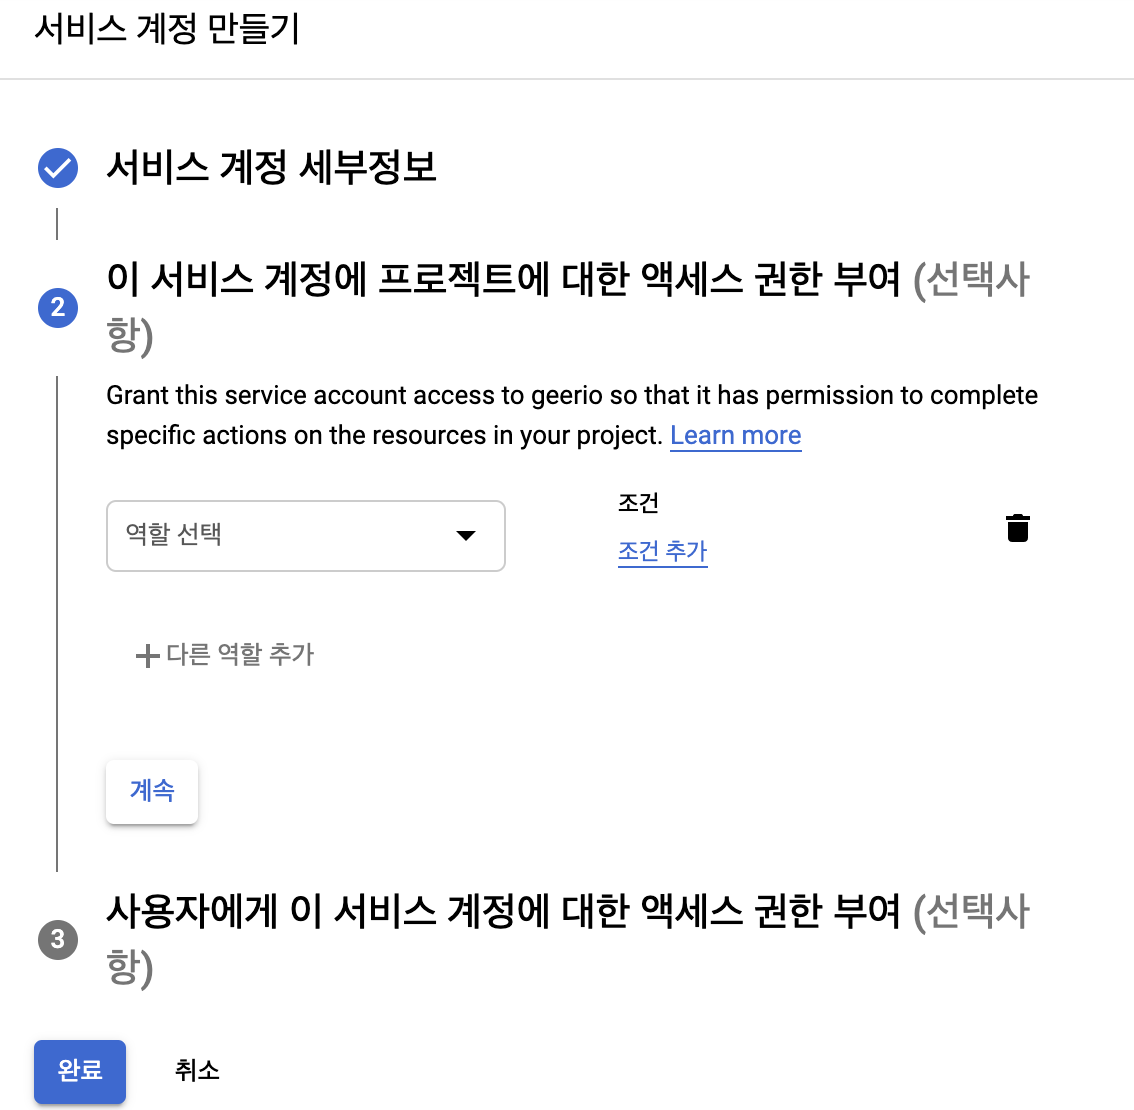 서비스 계정 만들기
서비스 계정 세부정보
2
이 서비스 계정에 프로젝트에 대한 액세스 권한 부여 (선택사
항)
Grant this service account access to geerio so that it has permission to complete
specific actions on the resources in your project. Learn more
역할 선택
조건
조건 추가
다른 역할 추가
계속
3
사용자에게 이 서비스 계정에 대한 액세스 권한 부여 (선택사
항)
완료 취소